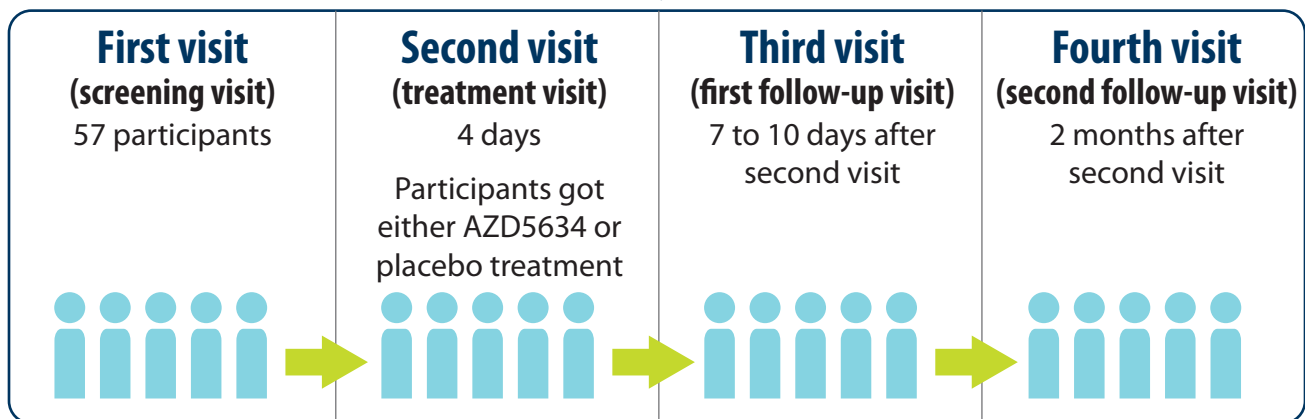 First visit
(screening visit)
57 participants
Second visit
(treatment visit)
4 days
Participants got
either AZD5634 or
placebo treatment
Third visit
(first follow-up visit)
7 to 10 days after
second visit
Fourth visit
(second follow-up visit)
2 months after
second visit